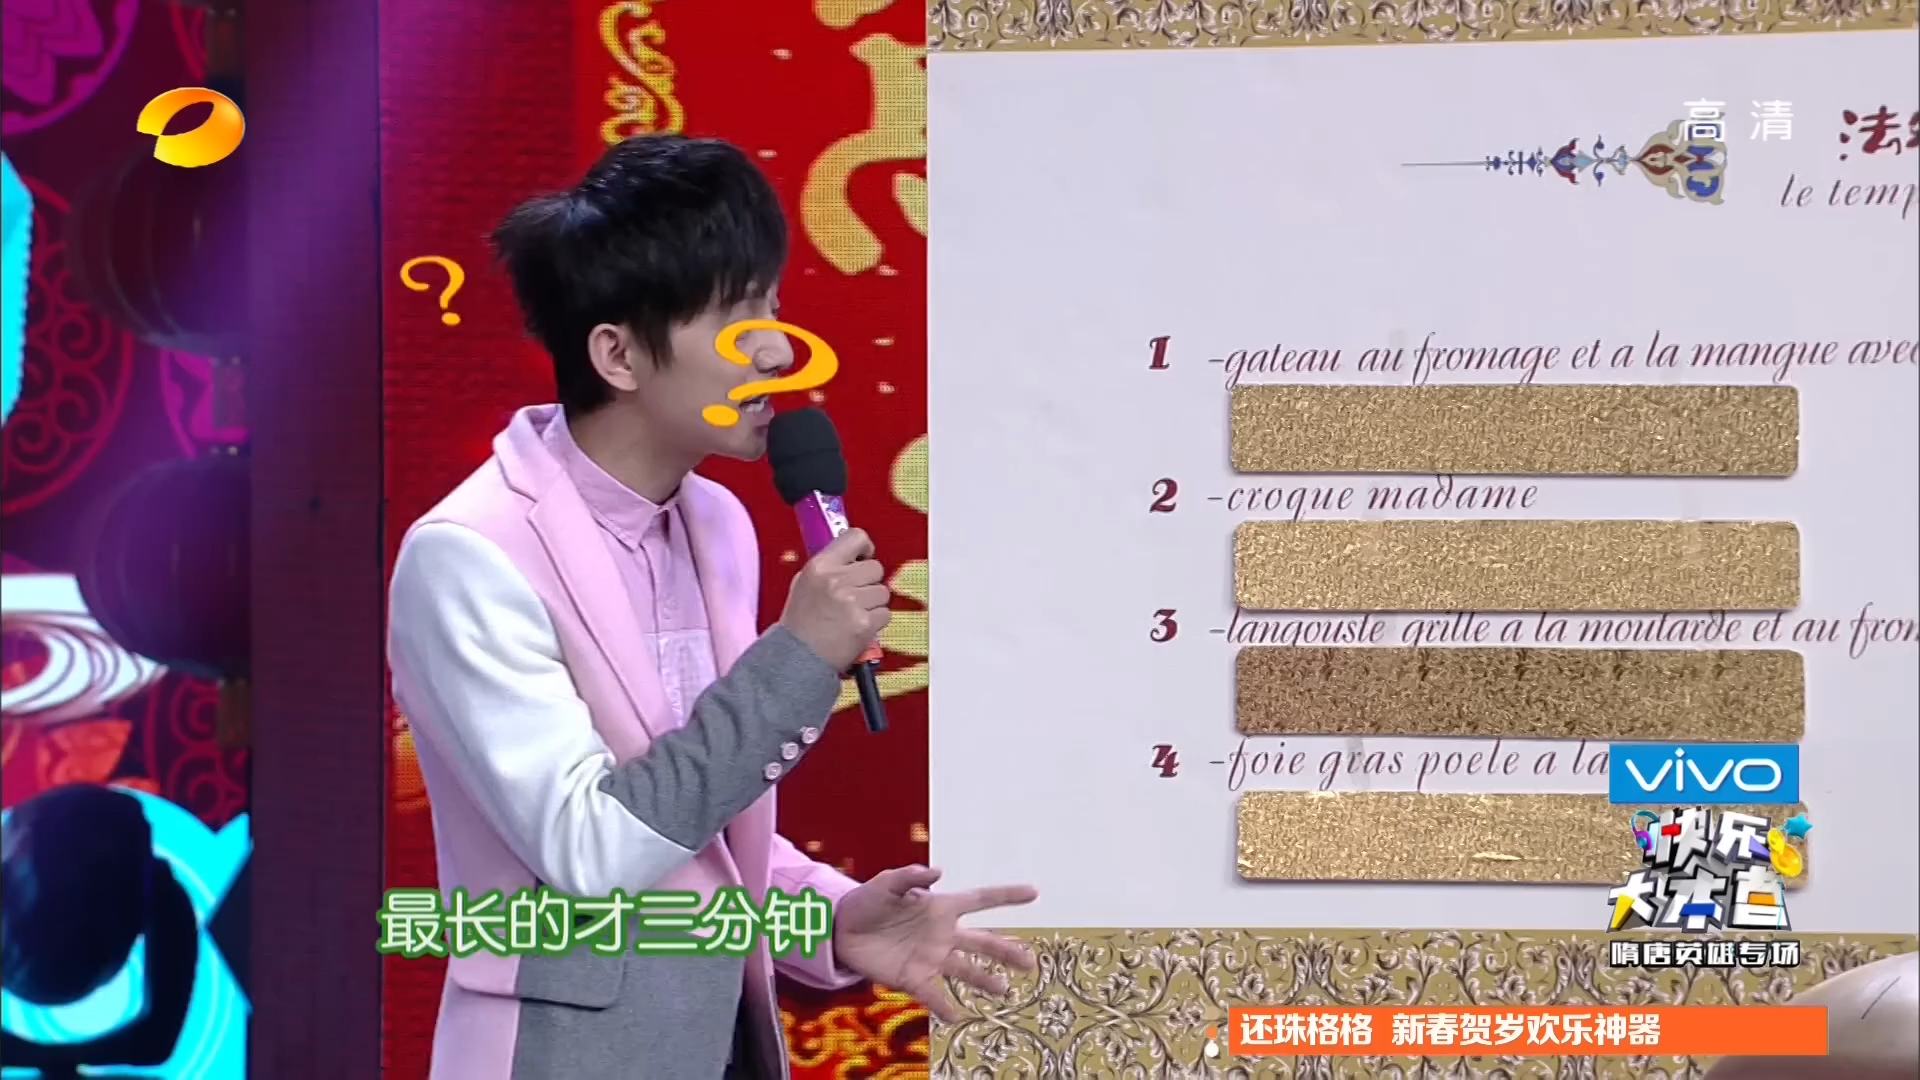 高清
法
le temp
1 -gateau au fromage et a la mangue avec
2 -croque madame
3 -langouste grille a la moutarde et au from
4 -foie gras poele a la
?
?
vivo
快乐
大本营
隋唐英雄专场
最长的才三分钟
还珠格格 新春贺岁欢乐神器